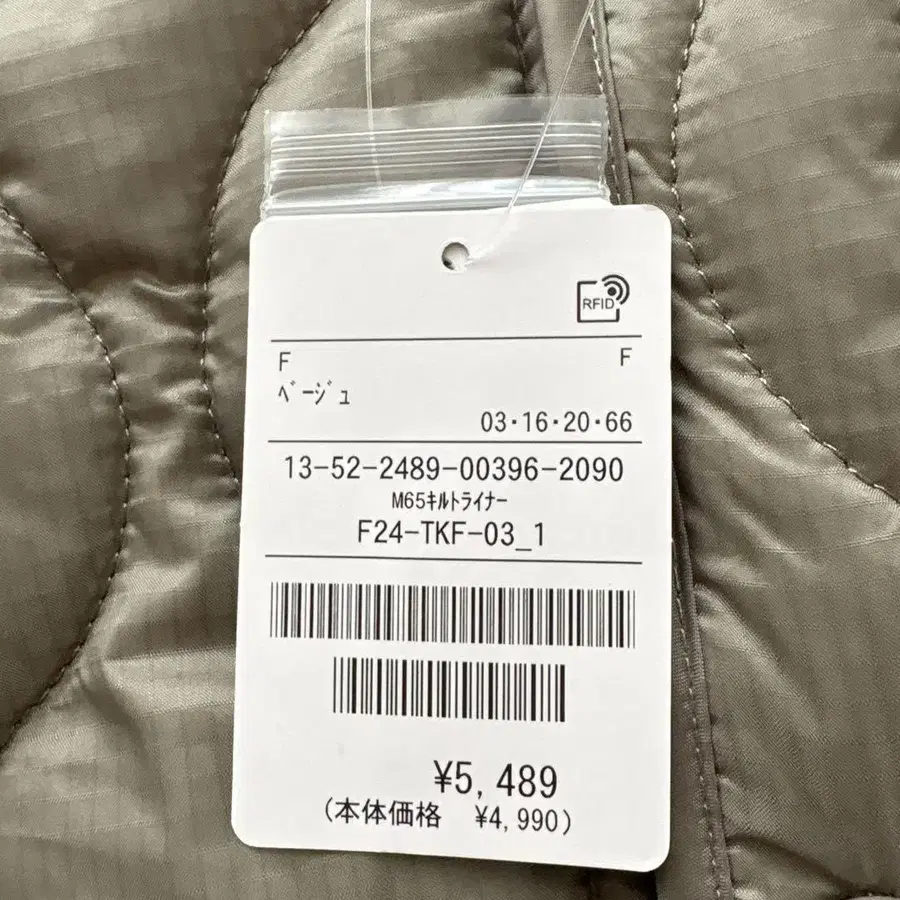 RFID
F F
ﾍﾞｰｼﾞｭ
03・16・20・66
13-52-2489-00396-2090
M65ｷﾙﾄﾗｲﾅｰ
F24-TKF-03_1
¥5,489
(本体価格 ¥4,990)